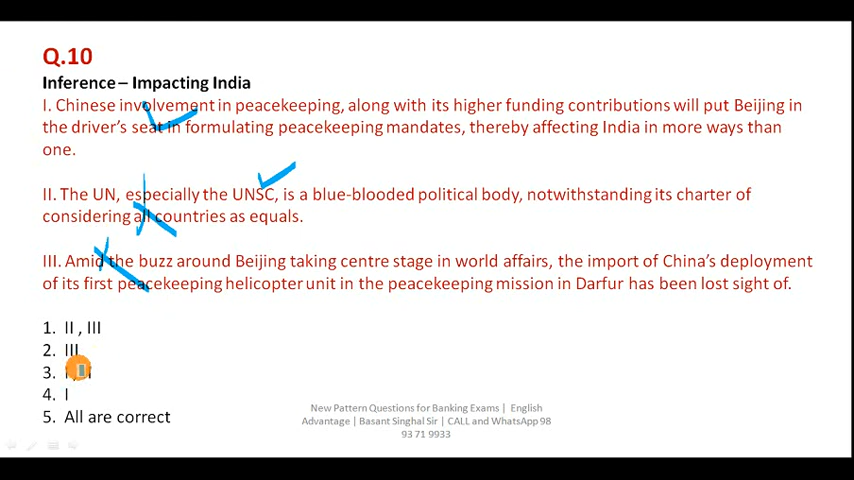 Q.10
Inference – Impacting India
I. Chinese involvement in peacekeeping, along with its higher funding contributions will put Beijing in
the driver's seat in formulating peacekeeping mandates, thereby affecting India in more ways than
one.
II. The UN, especially the UNSC, is a blue-blooded political body, notwithstanding its charter of
considering all countries as equals.
III. Amid the buzz around Beijing taking centre stage in world affairs, the import of China's deployment
of its first peacekeeping helicopter unit in the peacekeeping mission in Darfur has been lost sight of.
1. II , III
2. III
3.
4. I
5. All are correct
New Pattern Questions for Banking Exams | English
Advantage | Basant Singhal Sir | CALL and WhatsApp 98
93 71 9933